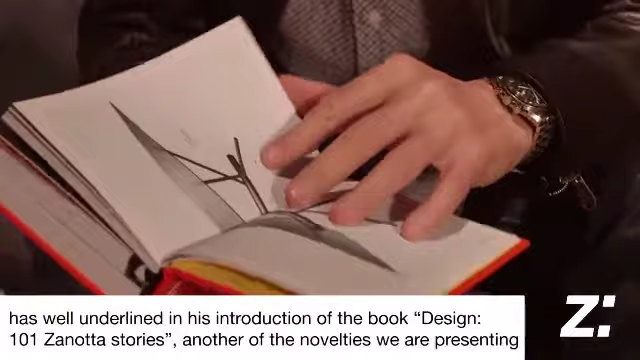 has well underlined in his introduction of the book “Design:
101 Zanotta stories”, another of the novelties we are presenting
Z: